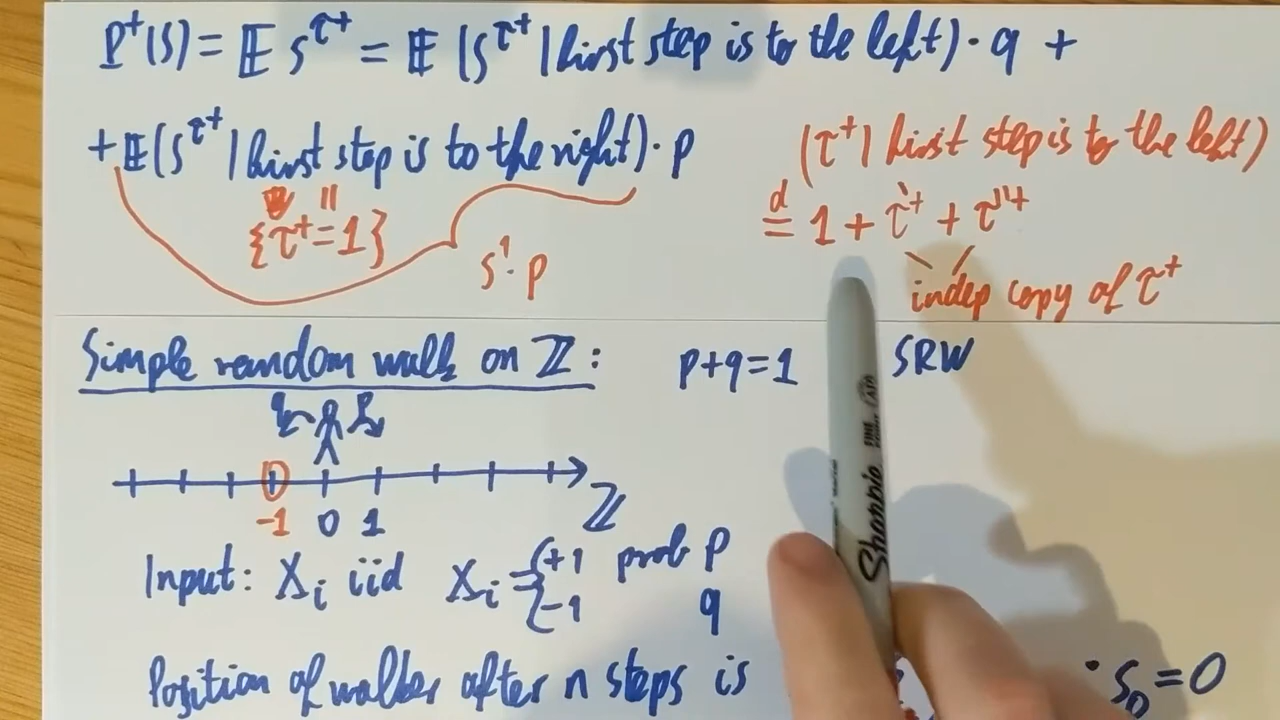 P⁺(s) = 𝔼 s^τ⁺ = 𝔼 (s^τ⁺ | first step is to the left) · q +
+ 𝔼(s^τ⁺ | first step is to the right) · p
{τ⁺=1}
s¹ · p
(τ⁺ | first step is to the left)
d= 1 + τ'⁺ + τ''⁺
indep copy of τ⁺
Simple random walk on ℤ: p+q=1 SRW
-1 0 1 ℤ
Input: Xᵢ iid Xᵢ = { +1 prob p
-1 q
Position of walker after n steps is
· S₀ = 0
Sharpie
FINE